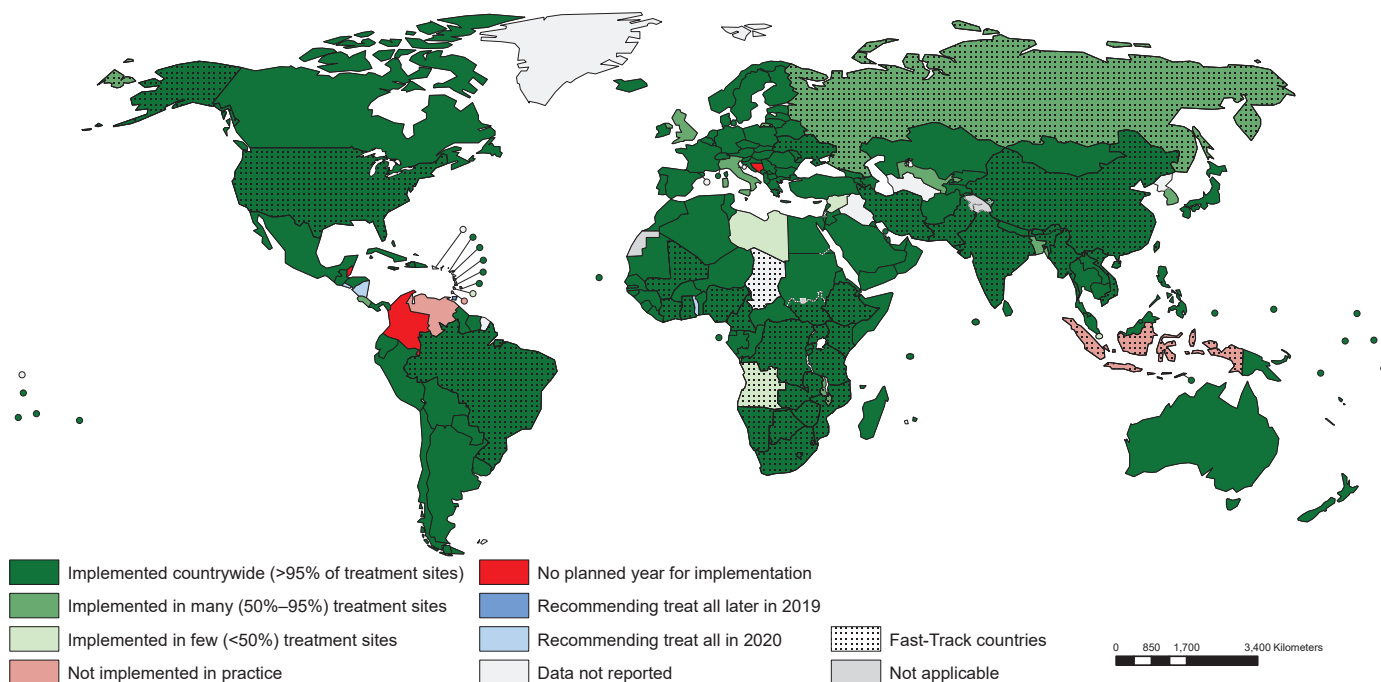 Implemented countrywide (>95% of treatment sites)
Implemented in many (50%–95%) treatment sites
Implemented in few (<50%) treatment sites
Not implemented in practice
No planned year for implementation
Recommending treat all later in 2019
Recommending treat all in 2020
Data not reported
Fast-Track countries
Not applicable
0 850 1,700 3,400 Kilometers